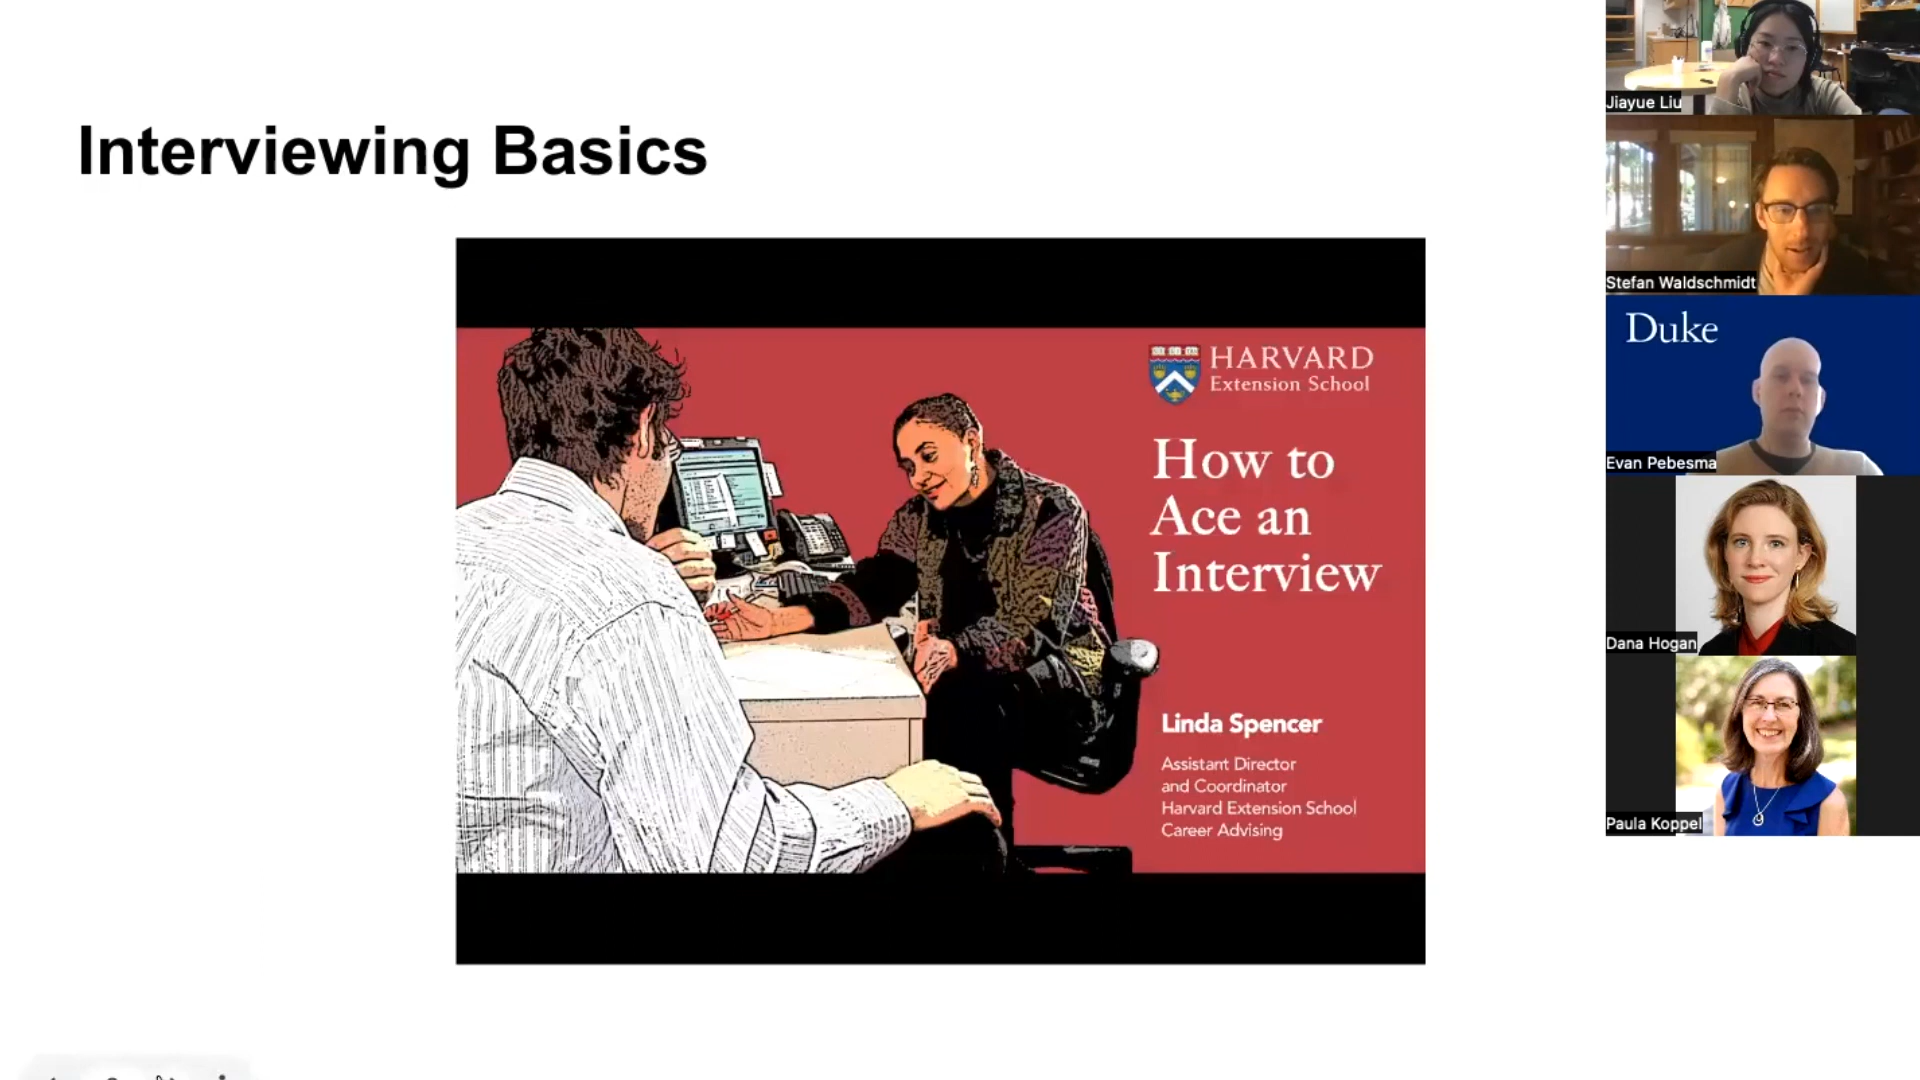 Interviewing Basics
HARVARD
Extension School
How to
Ace an
Interview
Linda Spencer
Assistant Director
and Coordinator
Harvard Extension School
Career Advising
Jiayue Liu
Stefan Waldschmidt
Duke
Evan Pebesma
Dana Hogan
Paula Koppel